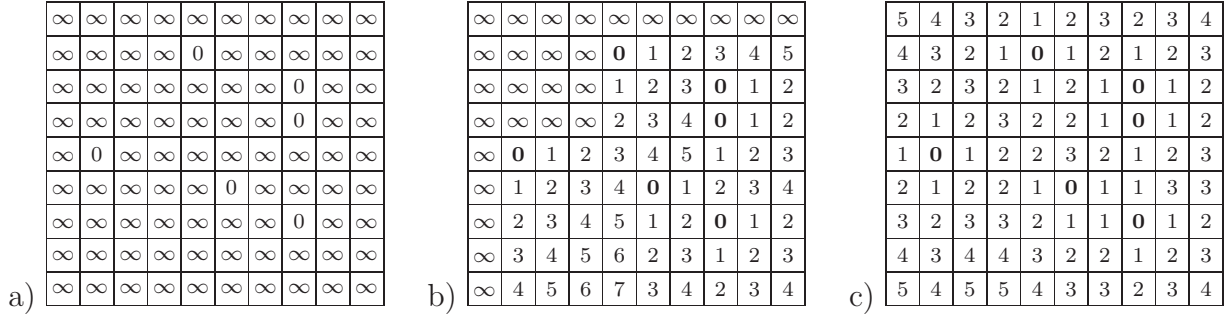 ∞ ∞ ∞ ∞ ∞ ∞ ∞ ∞ ∞ ∞
∞ ∞ ∞ ∞ 0 ∞ ∞ ∞ ∞ ∞
∞ ∞ ∞ ∞ ∞ ∞ ∞ 0 ∞ ∞
∞ ∞ ∞ ∞ ∞ ∞ ∞ 0 ∞ ∞
∞ 0 ∞ ∞ ∞ ∞ ∞ ∞ ∞ ∞
∞ ∞ ∞ ∞ ∞ 0 ∞ ∞ ∞ ∞
∞ ∞ ∞ ∞ ∞ ∞ ∞ 0 ∞ ∞
∞ ∞ ∞ ∞ ∞ ∞ ∞ ∞ ∞ ∞
a) ∞ ∞ ∞ ∞ ∞ ∞ ∞ ∞ ∞ ∞
∞ ∞ ∞ ∞ ∞ ∞ ∞ ∞ ∞ ∞
∞ ∞ ∞ ∞ 0 1 2 3 4 5
∞ ∞ ∞ ∞ 1 2 3 0 1 2
∞ ∞ ∞ ∞ 2 3 4 0 1 2
∞ 0 1 2 3 4 5 1 2 3
∞ 1 2 3 4 0 1 2 3 4
∞ 2 3 4 5 1 2 0 1 2
∞ 3 4 5 6 2 3 1 2 3
b) ∞ 4 5 6 7 3 4 2 3 4
5 4 3 2 1 2 3 2 3 4
4 3 2 1 0 1 2 1 2 3
3 2 3 2 1 2 1 0 1 2
2 1 2 3 2 2 1 0 1 2
1 0 1 2 2 3 2 1 2 3
2 1 2 2 1 0 1 1 3 3
3 2 3 3 2 1 1 0 1 2
4 3 4 4 3 2 2 1 2 3
c) 5 4 5 5 4 3 3 2 3 4